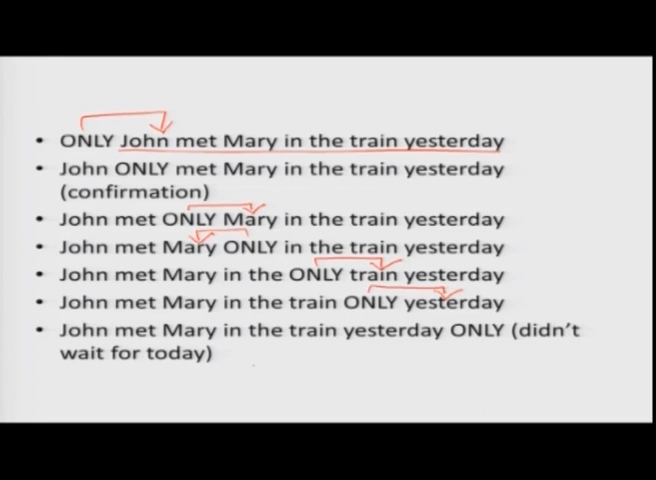 • ONLY John met Mary in the train yesterday
• John ONLY met Mary in the train yesterday
(confirmation)
• John met ONLY Mary in the train yesterday
• John met Mary ONLY in the train yesterday
• John met Mary in the ONLY train yesterday
• John met Mary in the train ONLY yesterday
• John met Mary in the train yesterday ONLY (didn't
wait for today)